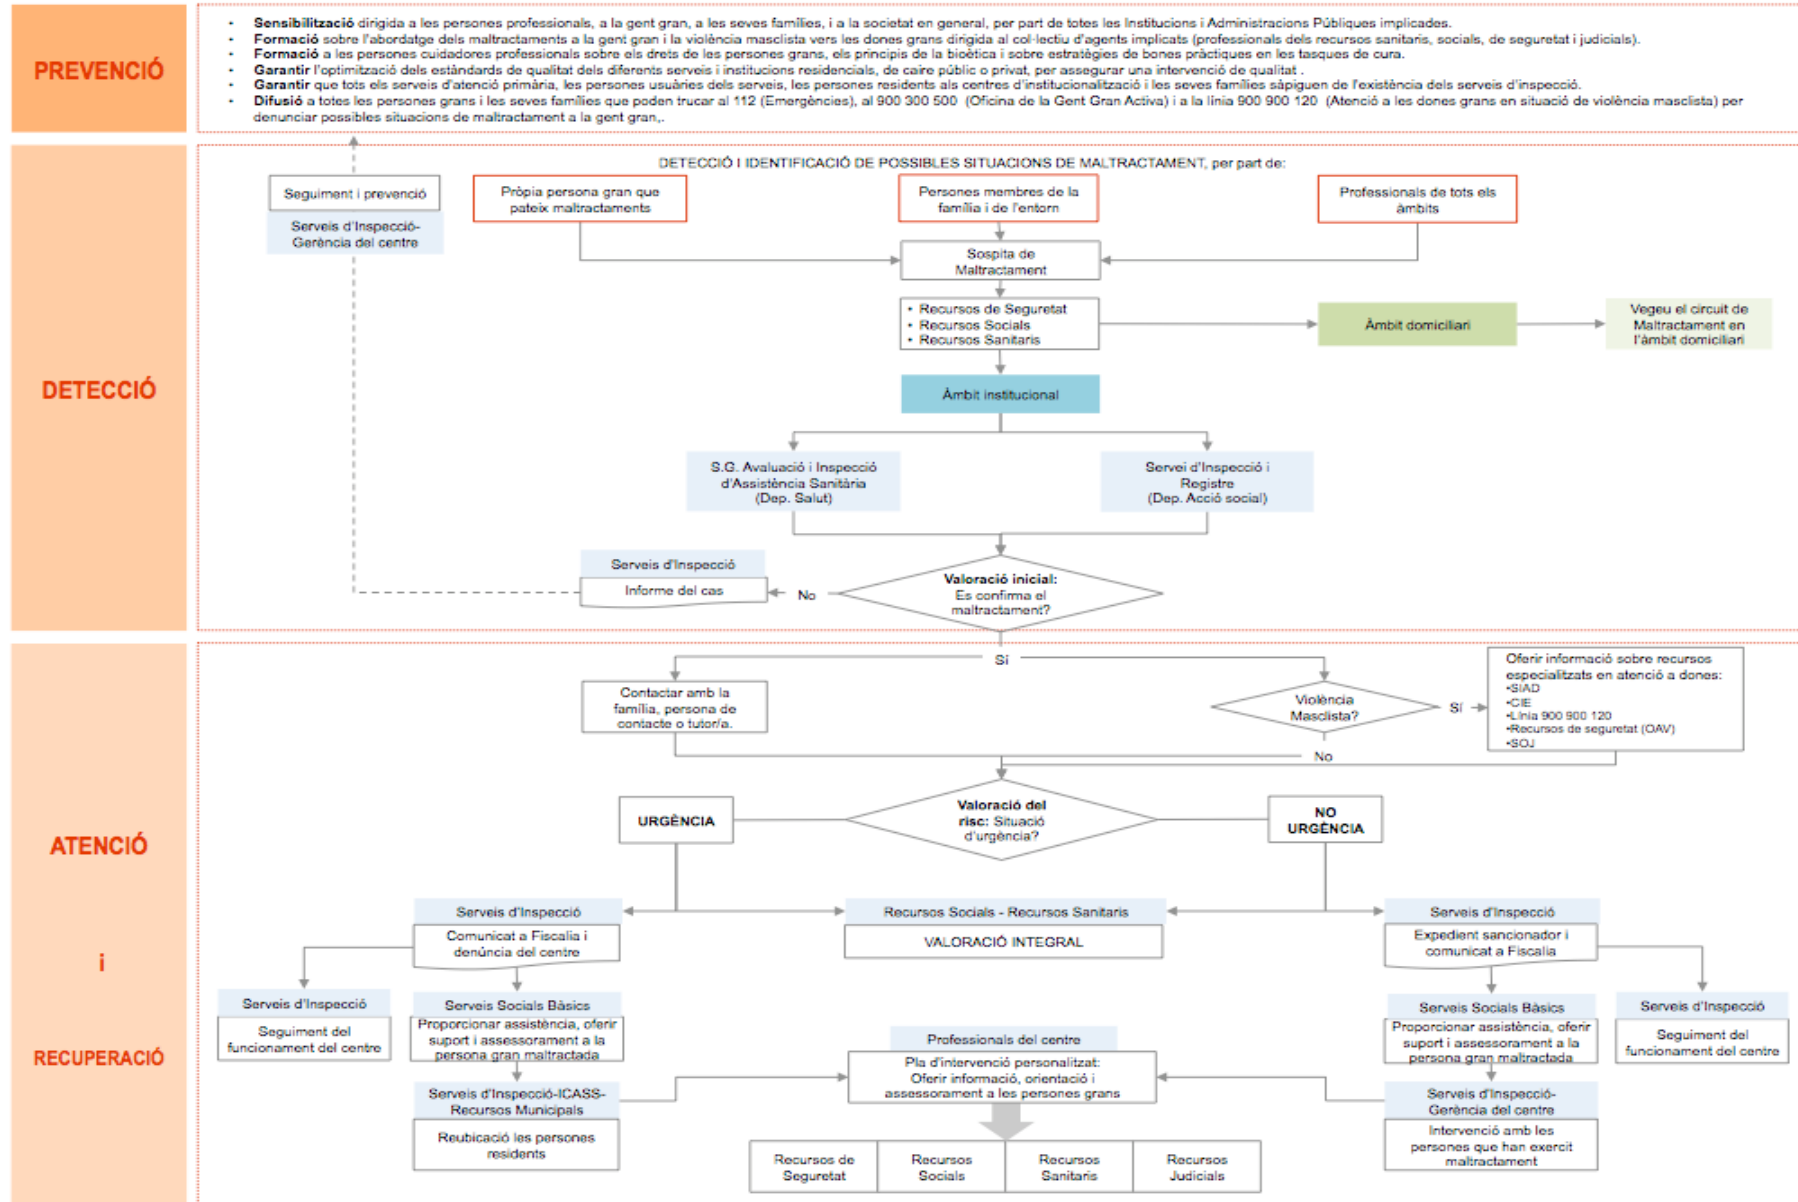 PREVENCIÓ
• Sensibilització dirigida a les persones professionals, a la gent gran, a les seves famílies, i a la societat en general, per part de totes les Institucions i Administracions Públiques implicades.
• Formació sobre l'abordatge dels maltractaments a la gent gran i la violència masclista vers les dones grans dirigida al col·lectiu d'agents implicats (professionals dels recursos sanitaris, socials, de seguretat i judicials).
• Formació a les persones cuidadores professionals sobre els drets de les persones grans, els principis de la bioètica i sobre estratègies de bones pràctiques en les tasques de cura.
• Garantir l'optimització dels estàndards de qualitat dels diferents serveis i institucions residencials, de caire públic o privat, per assegurar una intervenció de qualitat .
• Garantir que tots els serveis d'atenció primària, les persones usuàries dels serveis, les persones residents als centres d'institucionalització i les seves famílies sàpiguen de l'existència dels serveis d'inspecció.
• Difusió a totes les persones grans i les seves famílies que poden trucar al 112 (Emergències), al 900 300 500 (Oficina de la Gent Gran Activa) i a la línia 900 900 120 (Atenció a les dones grans en situació de violència masclista) per
denunciar possibles situacions de maltractament a la gent gran,.
DETECCIÓ
DETECCIÓ I IDENTIFICACIÓ DE POSSIBLES SITUACIONS DE MALTRACTAMENT, per part de:
Seguiment i prevenció
Serveis d'Inspecció-
Gerència del centre
Pròpia persona gran que
pateix maltractaments
Persones membres de la
família i de l'entorn
Professionals de tots els
àmbits
Sospita de
Maltractament
• Recursos de Seguretat
• Recursos Socials
• Recursos Sanitaris
Àmbit domiciliari
Vegeu el circuit de
Maltractament en
l'àmbit domiciliari
Àmbit institucional
S.G. Avaluació i Inspecció
d'Assistència Sanitària
(Dep. Salut)
Servei d'Inspecció i
Registre
(Dep. Acció social)
Serveis d'Inspecció
Informe del cas
No
Valoració inicial:
Es confirma el
maltractament?
ATENCIÓ
i
RECUPERACIÓ
Sí
Contactar amb la
família, persona de
contacte o tutor/a.
Violència
Masclista?
Sí
Oferir informació sobre recursos
especialitzats en atenció a dones:
•SIAD
•CIE
•Línia 900 900 120
•Recursos de seguretat (OAV)
•SOJ
No
URGÈNCIA
Valoració del
risc: Situació
d'urgència?
NO
URGÈNCIA
Serveis d'Inspecció
Comunicat a Fiscalia i
denúncia del centre
Recursos Socials - Recursos Sanitaris
VALORACIÓ INTEGRAL
Serveis d'Inspecció
Expedient sancionador i
comunicat a Fiscalia
Serveis d'Inspecció
Seguiment del
funcionament del centre
Serveis Socials Bàsics
Proporcionar assistència, oferir
suport i assessorament a la
persona gran maltractada
Professionals del centre
Pla d'intervenció personalitzat:
Oferir informació, orientació i
assessorament a les persones grans
Serveis Socials Bàsics
Proporcionar assistència, oferir
suport i assessorament a la
persona gran maltractada
Serveis d'Inspecció
Seguiment del
funcionament del centre
Serveis d'Inspecció-ICASS-
Recursos Municipals
Reubicació les persones
residents
Serveis d'Inspecció-
Gerència del centre
Intervenció amb les
persones que han exercit
maltractament
Recursos de
Seguretat
Recursos
Socials
Recursos
Sanitaris
Recursos
Judicials